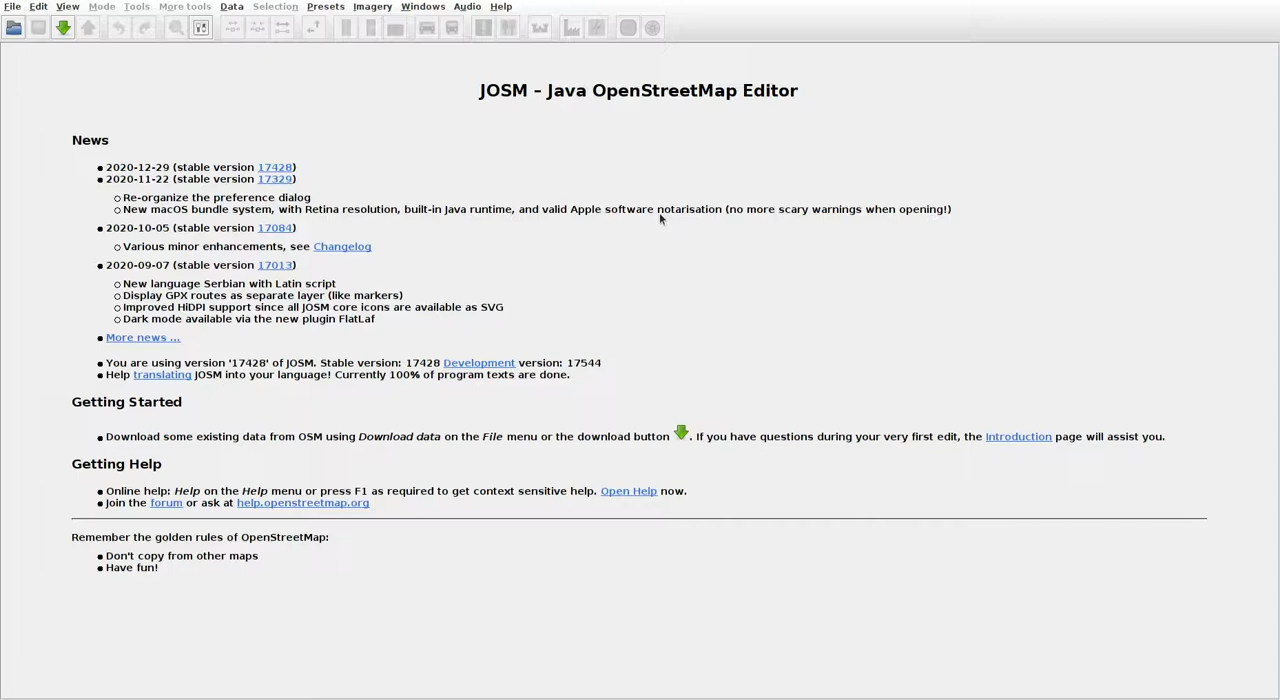 File Edit View Mode Tools More tools Data Selection Presets Imagery Windows Audio Help
JOSM – Java OpenStreetMap Editor
News
2020-12-29 (stable version 17428)
2020-11-22 (stable version 17329)
Re-organize the preference dialog
New macOS bundle system, with Retina resolution, built-in Java runtime, and valid Apple software notarisation (no more scary warnings when opening!)
2020-10-05 (stable version 17084)
Various minor enhancements, see Changelog
2020-09-07 (stable version 17013)
New language Serbian with Latin script
Display GPX routes as separate layer (like markers)
Improved HiDPI support since all JOSM core icons are available as SVG
Dark mode available via the new plugin FlatLaf
More news ...
You are using version '17428' of JOSM. Stable version: 17428 Development version: 17544
Help translating JOSM into your language! Currently 100% of program texts are done.
Getting Started
Download some existing data from OSM using Download data on the File menu or the download button . If you have questions during your very first edit, the Introduction page will assist you.
Getting Help
Online help: Help on the Help menu or press F1 as required to get context sensitive help. Open Help now.
Join the forum or ask at help.openstreetmap.org
Remember the golden rules of OpenStreetMap:
Don't copy from other maps
Have fun!